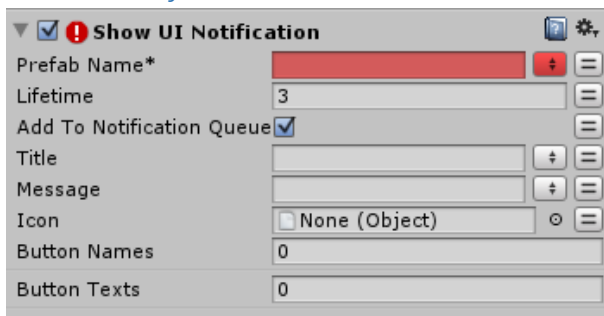 Show UI Notification
Prefab Name*
Lifetime 3
Add To Notification Queue
Title
Message
Icon None (Object)
Button Names 0
Button Texts 0